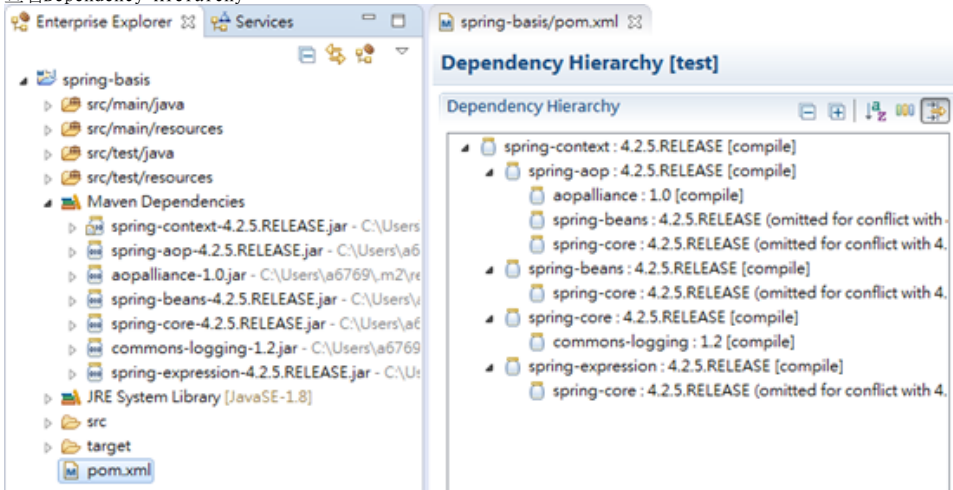 Dependency Hierarchy
Enterprise Explorer
Services
spring-basis
src/main/java
src/main/resources
src/test/java
src/test/resources
Maven Dependencies
spring-context-4.2.5.RELEASE.jar - C:\Users
spring-aop-4.2.5.RELEASE.jar - C:\Users\a6
aopalliance-1.0.jar - C:\Users\a6769\.m2\re
spring-beans-4.2.5.RELEASE.jar - C:\Users\a
spring-core-4.2.5.RELEASE.jar - C:\Users\a6
commons-logging-1.2.jar - C:\Users\a6769
spring-expression-4.2.5.RELEASE.jar - C:\Us
JRE System Library [JavaSE-1.8]
src
target
pom.xml
spring-basis/pom.xml
Dependency Hierarchy [test]
Dependency Hierarchy
spring-context : 4.2.5.RELEASE [compile]
spring-aop : 4.2.5.RELEASE [compile]
aopalliance : 1.0 [compile]
spring-beans : 4.2.5.RELEASE (omitted for conflict with
spring-core : 4.2.5.RELEASE (omitted for conflict with 4.
spring-beans : 4.2.5.RELEASE [compile]
spring-core : 4.2.5.RELEASE (omitted for conflict with 4.
spring-core : 4.2.5.RELEASE [compile]
commons-logging : 1.2 [compile]
spring-expression : 4.2.5.RELEASE [compile]
spring-core : 4.2.5.RELEASE (omitted for conflict with 4.